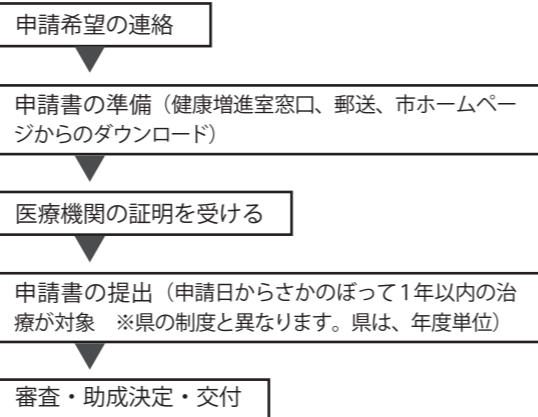 申請希望の連絡
申請書の準備（健康増進室窓口、郵送、市ホームペー
ジからのダウンロード）
医療機関の証明を受ける
申請書の提出（申請日からさかのぼって1年以内の治
療が対象　※県の制度と異なります。県は、年度単位）
審査・助成決定・交付